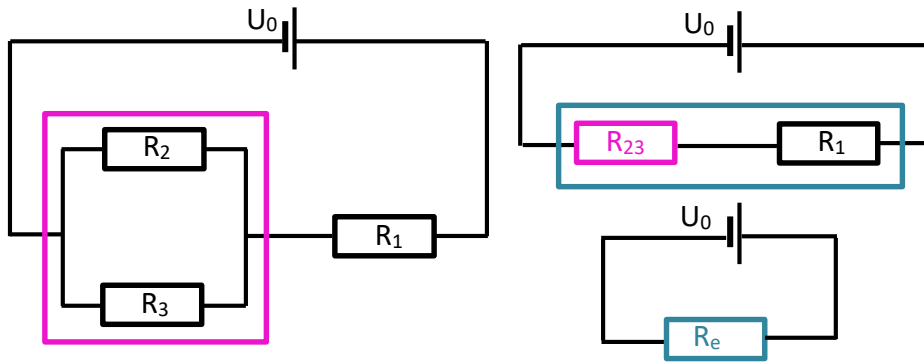 U₀
R₂
R₃
R₁
U₀
R₂₃
R₁
U₀
Rₑ